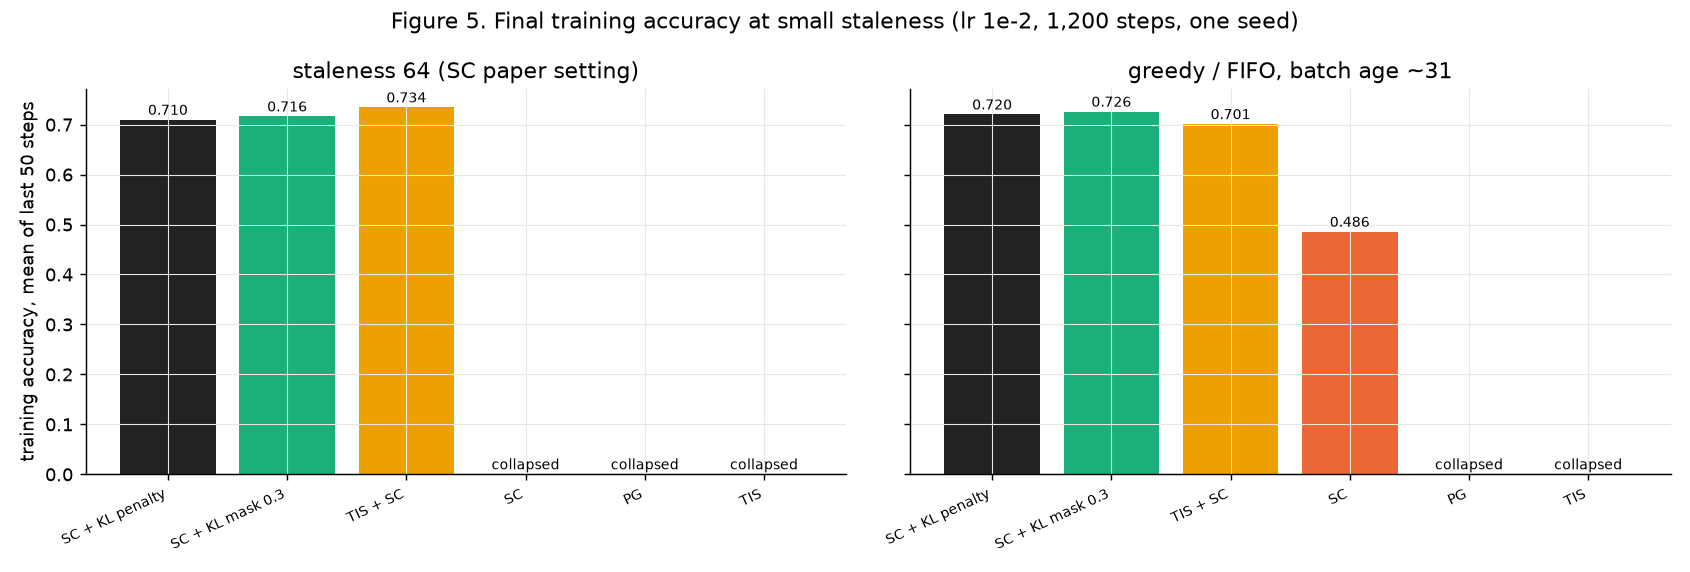 Figure 5. Final training accuracy at small staleness (lr 1e-2, 1,200 steps, one seed)
staleness 64 (SC paper setting)
training accuracy, mean of last 50 steps
0.7
0.6
0.5
0.4
0.3
0.2
0.1
0.0
0.710
0.716
0.734
collapsed
collapsed
collapsed
SC + KL penalty
SC + KL mask 0.3
TIS + SC
SC
PG
TIS
greedy / FIFO, batch age ~31
0.720
0.726
0.701
0.486
collapsed
collapsed
SC + KL penalty
SC + KL mask 0.3
TIS + SC
SC
PG
TIS